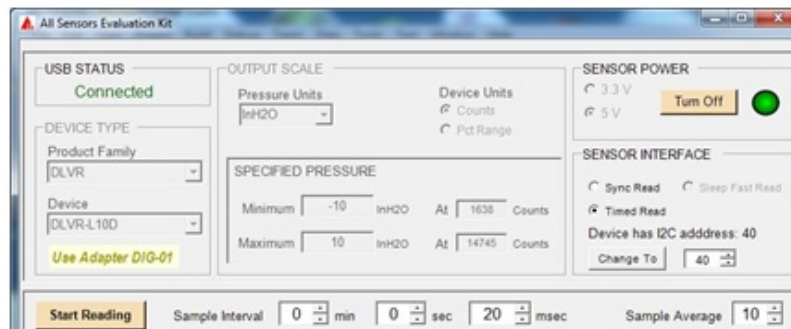 All Sensors Evaluation Kit
USB STATUS
Connected
DEVICE TYPE
Product Family
DLVR
Device
DLVR-L10D
Use Adapter DIG-01
OUTPUT SCALE
Pressure Units
InH2O
Device Units
Counts
Pct Range
SPECIFIED PRESSURE
Minimum -10 InH2O At 1638 Counts
Maximum 10 InH2O At 14745 Counts
SENSOR POWER
3.3 V
5 V
Turn Off
SENSOR INTERFACE
Sync Read Sleep Fast Read
Timed Read
Device has I2C adddress: 40
Change To 40
Start Reading Sample Interval 0 min 0 sec 20 msec Sample Average 10